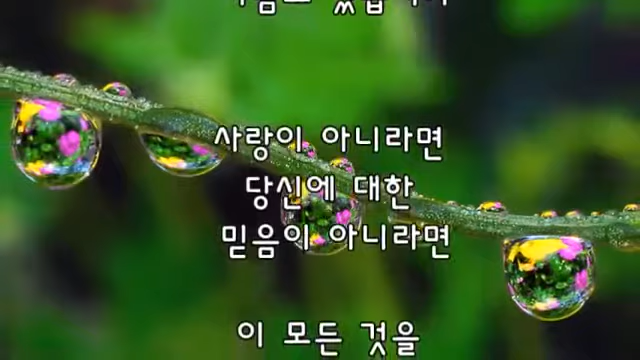 사랑이 아니라면
당신에 대한
믿음이 아니라면
이 모든 것을